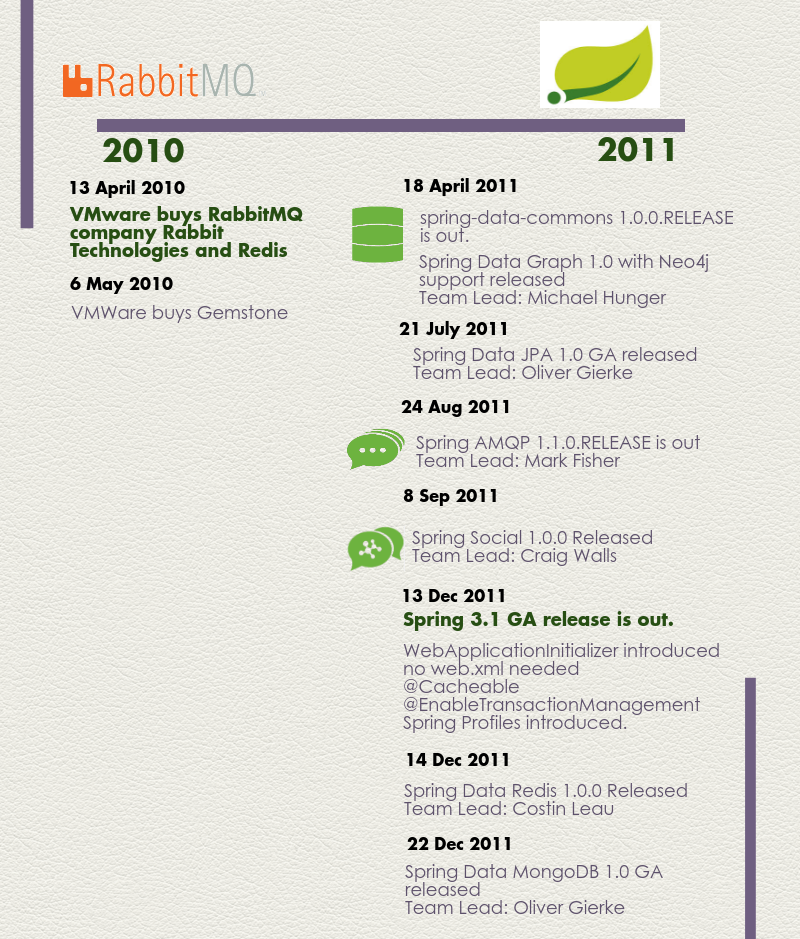 RabbitMQ
2010
2011
13 April 2010
VMware buys RabbitMQ
company Rabbit
Technologies and Redis
6 May 2010
VMWare buys Gemstone
18 April 2011
spring-data-commons 1.0.0.RELEASE
is out.
Spring Data Graph 1.0 with Neo4j
support released
Team Lead: Michael Hunger
21 July 2011
Spring Data JPA 1.0 GA released
Team Lead: Oliver Gierke
24 Aug 2011
Spring AMQP 1.1.0.RELEASE is out
Team Lead: Mark Fisher
8 Sep 2011
Spring Social 1.0.0 Released
Team Lead: Craig Walls
13 Dec 2011
Spring 3.1 GA release is out.
WebApplicationInitializer introduced
no web.xml needed
@Cacheable
@EnableTransactionManagement
Spring Profiles introduced.
14 Dec 2011
Spring Data Redis 1.0.0 Released
Team Lead: Costin Leau
22 Dec 2011
Spring Data MongoDB 1.0 GA
released
Team Lead: Oliver Gierke